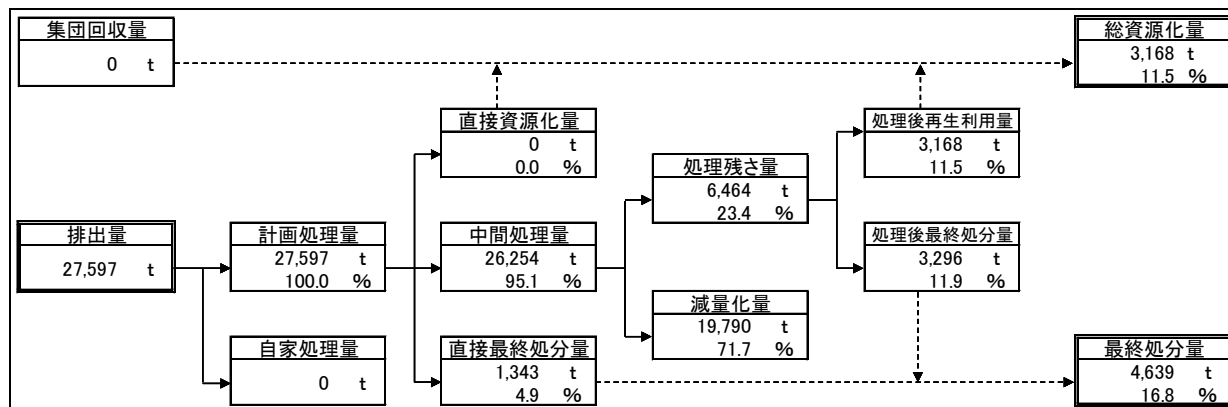 集団回収量
0 t
総資源化量
3,168 t
11.5 %
直接資源化量
0 t
0.0 %
処理後再生利用量
3,168 t
11.5 %
処理残さ量
6,464 t
23.4 %
排出量
27,597 t
計画処理量
27,597 t
100.0 %
中間処理量
26,254 t
95.1 %
処理後最終処分量
3,296 t
11.9 %
減量化量
19,790 t
71.7 %
自家処理量
0 t
直接最終処分量
1,343 t
4.9 %
最終処分量
4,639 t
16.8 %